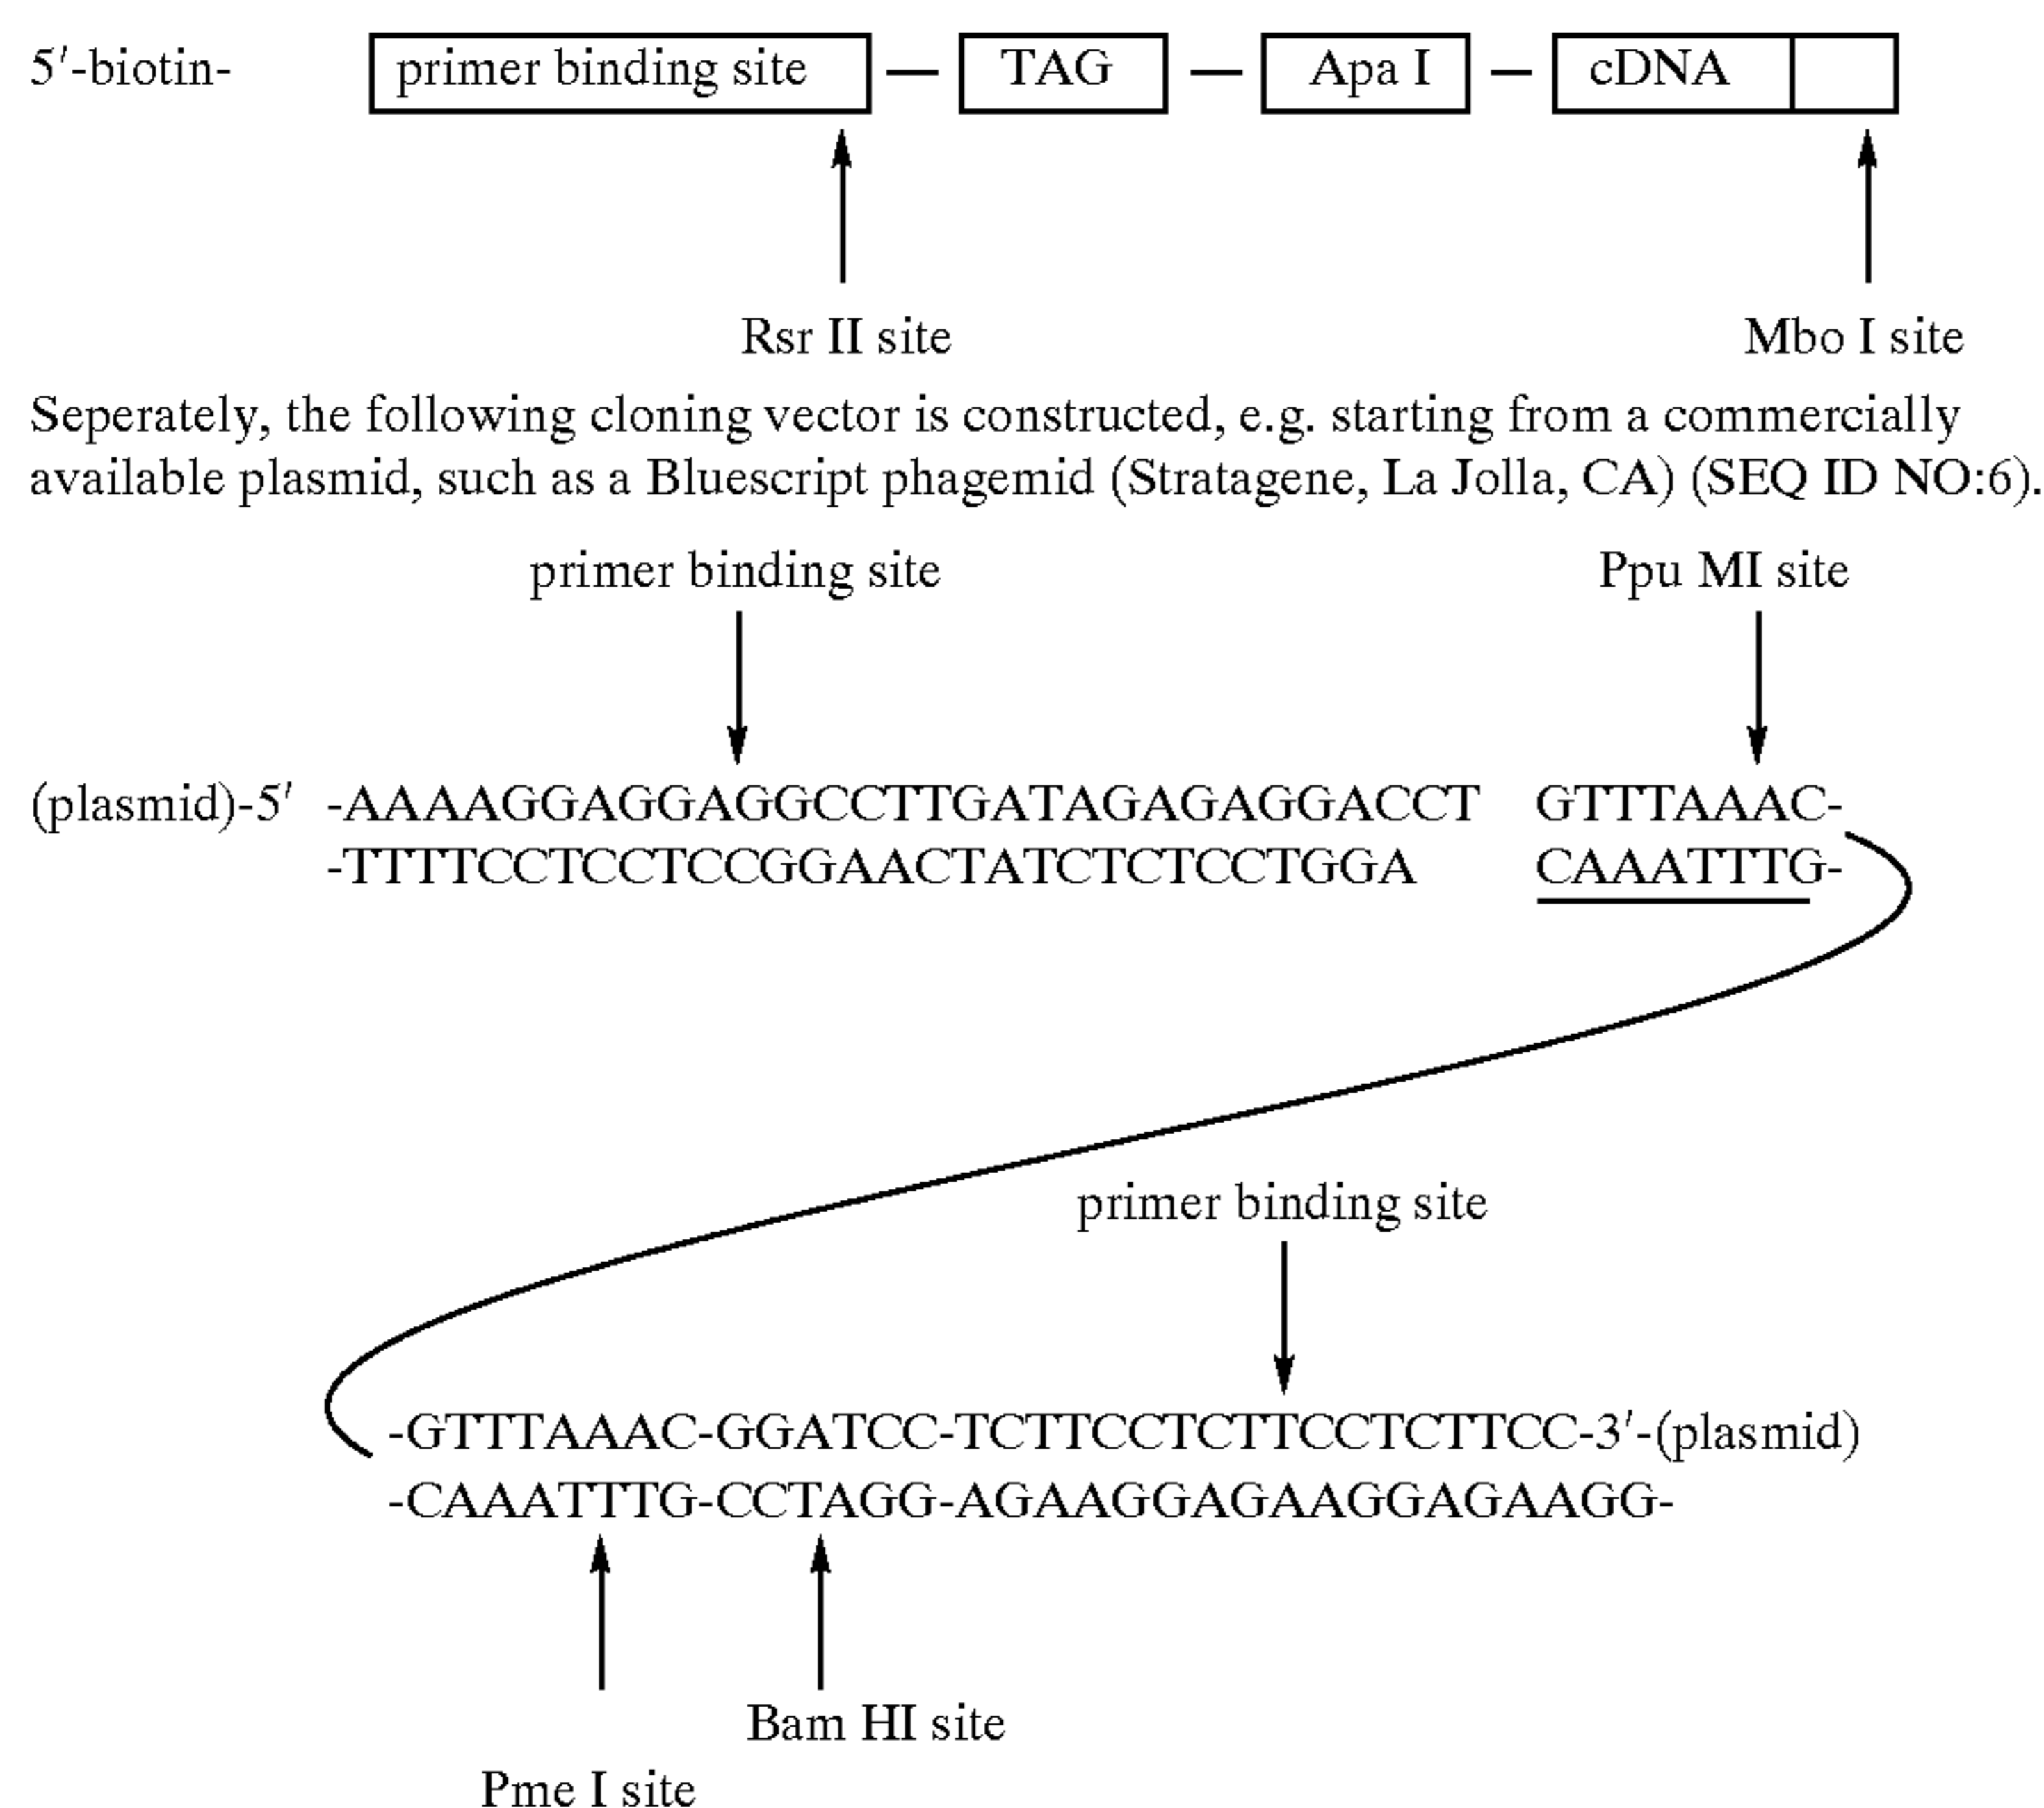 5′-biotin- primer binding site — TAG — Apa I — cDNA
Rsr II site Mbo I site
Seperately, the following cloning vector is constructed, e.g. starting from a commercially
available plasmid, such as a Bluescript phagemid (Stratagene, La Jolla, CA) (SEQ ID NO:6).
primer binding site Ppu MI site
(plasmid)-5′ -AAAAGGAGGAGGCCTTGATAGAGAGGACCT GTTTAAAC-
-TTTTCCTCCTCCGGAACTATCTCTCCTGGA CAAATTTG-
primer binding site
-GTTTAAAC-GGATCC-TCTTCCTCTTCCTCTTCC-3′-(plasmid)
-CAAATTTG-CCTAGG-AGAAGGAGAAGGAGAAGG-
Bam HI site
Pme I site